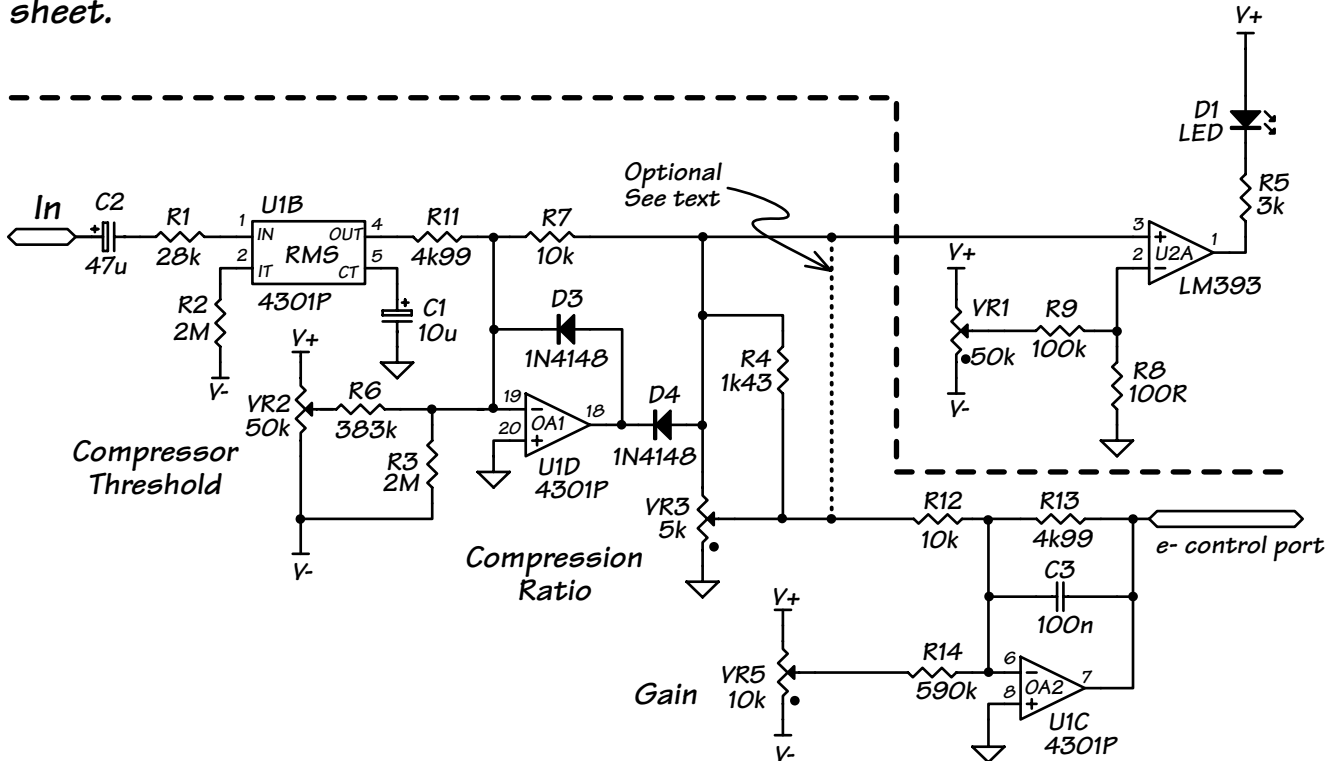 sheet.
V+
D1
LED
R5
3k
Optional
See text
In
C2
47u
R1
28k
U1B
1
IN
OUT
4
2
IT
RMS
CT
5
4301P
R2
2M
V-
C1
10u
R11
4k99
R7
10k
D3
1N4148
D4
1N4148
R4
1k43
3
2
1
U2A
LM393
V+
VR1
50k
V-
R9
100k
R8
100R
V+
VR2
50k
R6
383k
R3
2M
V-
Compressor
Threshold
19
20
OA1
18
U1D
4301P
VR3
5k
Compression
Ratio
R12
10k
R13
4k99
e- control port
C3
100n
V+
VR5
10k
V-
Gain
R14
590k
6
8
OA2
7
U1C
4301P